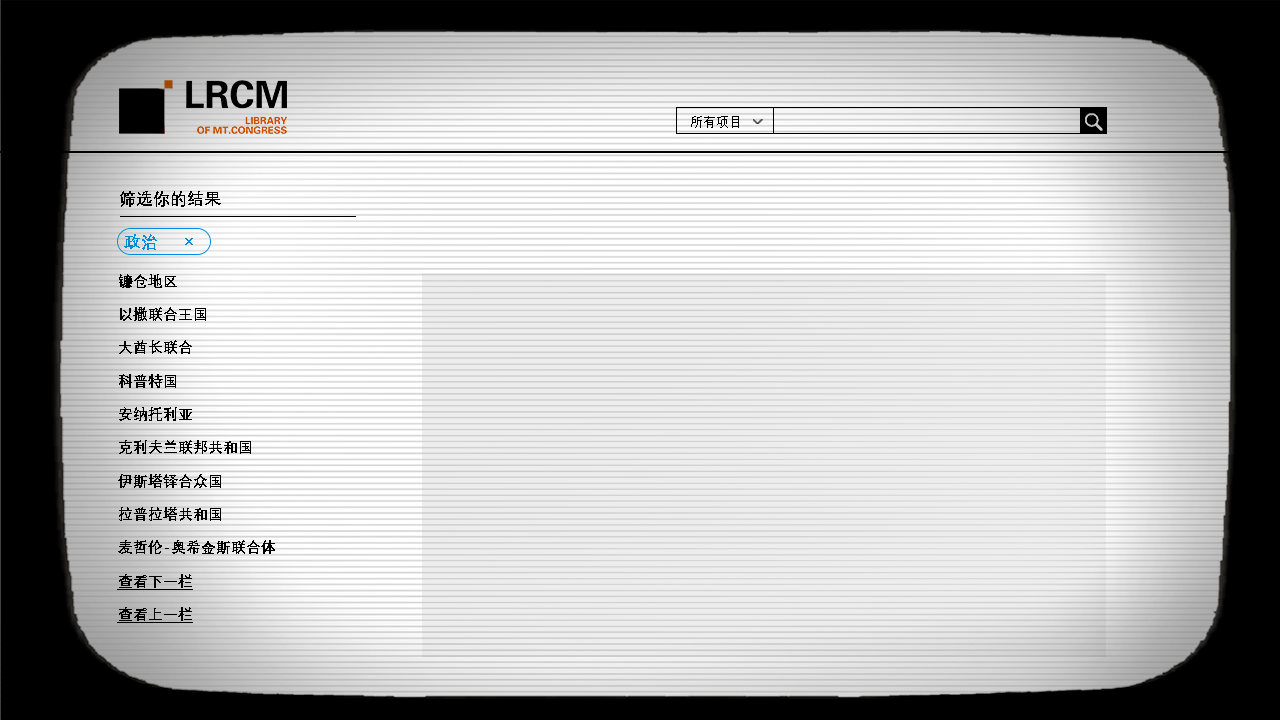 LRCM
LIBRARY
OF MT.CONGRESS
所有项目
筛选你的结果
政治 ×
镰仓地区
以撒联合王国
大酋长联合
科普特国
安纳托利亚
克利夫兰联邦共和国
伊斯塔铎合众国
拉普拉塔共和国
麦哲伦-奥希金斯联合体
查看下一栏
查看上一栏